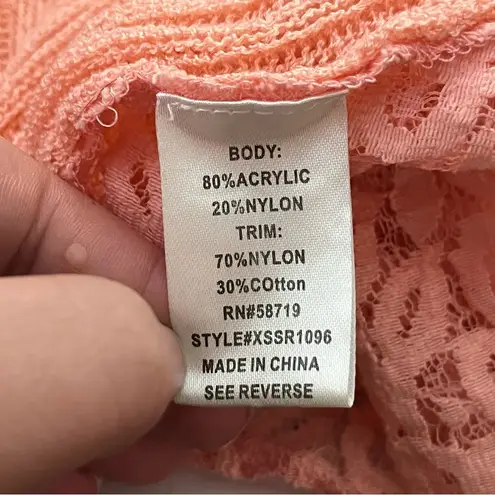 BODY:
80%ACRYLIC
20%NYLON
TRIM:
70%NYLON
30%COtton
RN#58719
STYLE#XSSR1096
MADE IN CHINA
SEE REVERSE